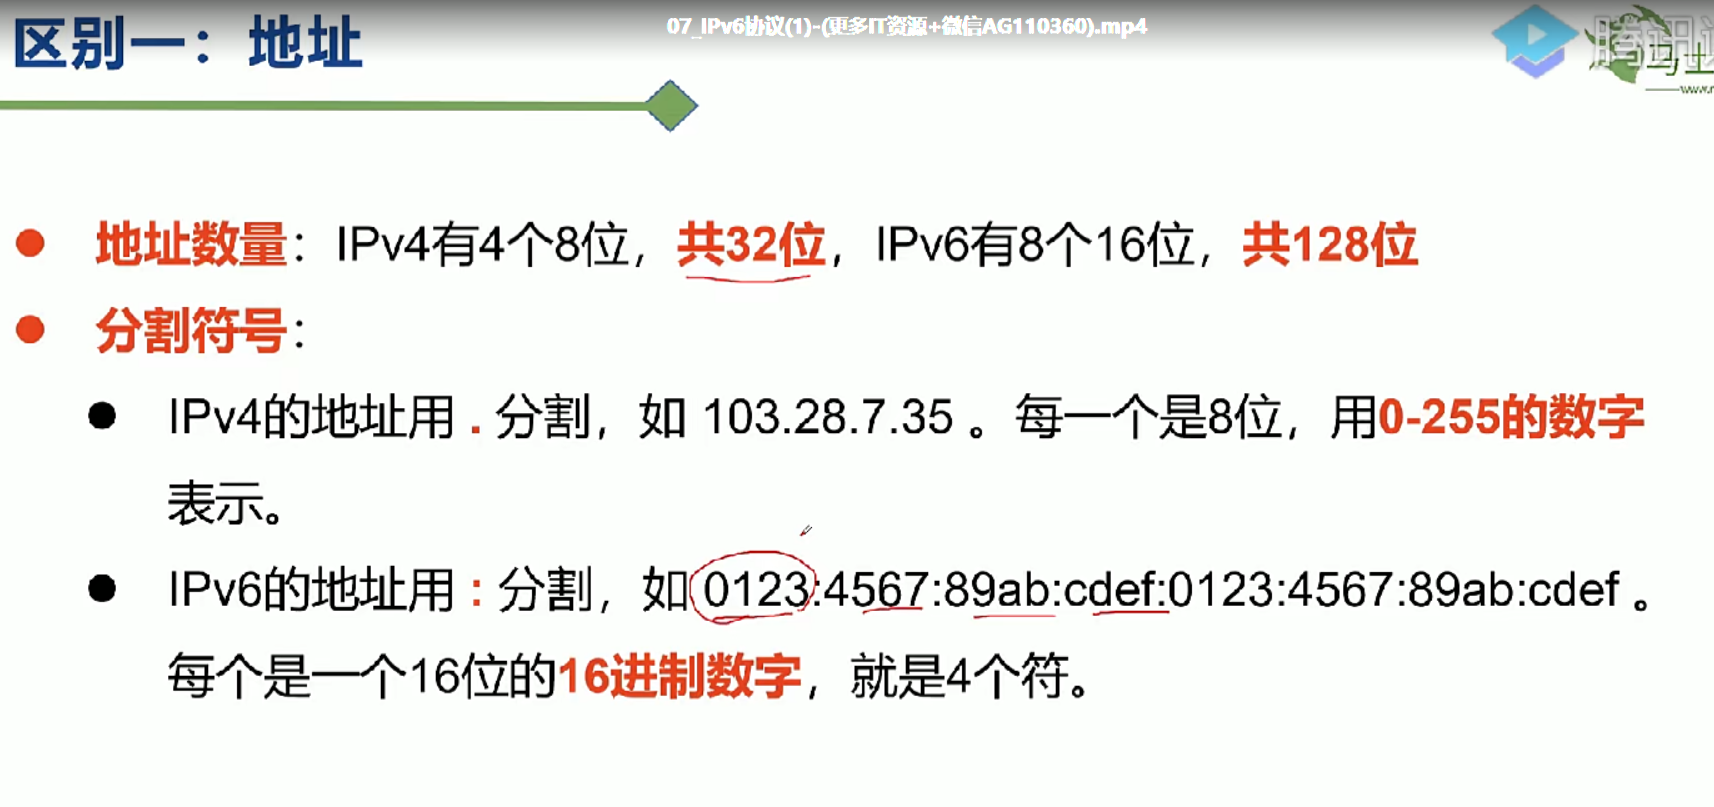 07_IPv6协议(1)-(更多IT资源+微信AG110360).mp4
区别一：地址
腾讯
马士
www.
地址数量：IPv4有4个8位，共32位，IPv6有8个16位，共128位
分割符号：
IPv4的地址用 . 分割，如 103.28.7.35 。每一个是8位，用0-255的数字
表示。
IPv6的地址用 : 分割，如 0123:4567:89ab:cdef:0123:4567:89ab:cdef 。
每个是一个16位的16进制数字，就是4个符。